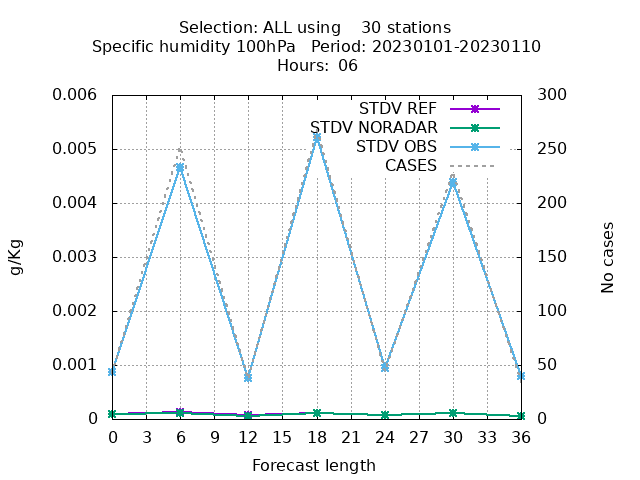 Selection: ALL using    30 stations
Specific humidity 100hPa   Period: 20230101-20230110
Hours: 06
0.006
0.005
0.004
0.003
0.002
0.001
0
300
250
200
150
100
50
0
g/Kg
No cases
STDV REF
STDV NORADAR
STDV OBS
CASES
0 3 6 9 12 15 18 21 24 27 30 33 36
Forecast length